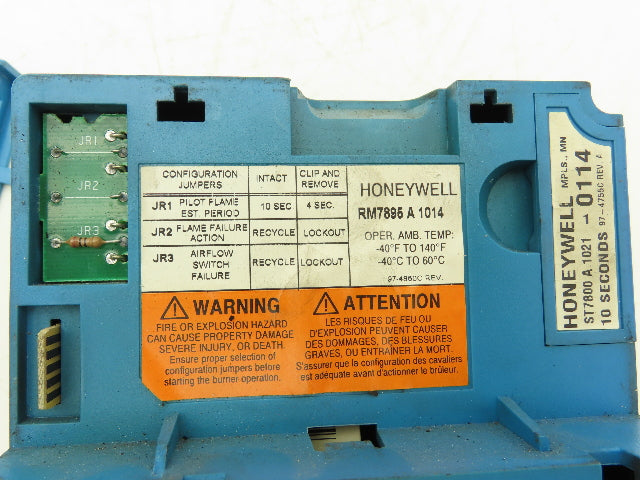 JR1
JR2
JR3
CONFIGURATION JUMPERS INTACT CLIP AND REMOVE
JR1 PILOT FLAME EST. PERIOD 10 SEC 4 SEC.
JR2 FLAME FAILURE ACTION RECYCLE LOCKOUT
JR3 AIRFLOW SWITCH FAILURE RECYCLE LOCKOUT
HONEYWELL
RM7895 A 1014
OPER. AMB. TEMP:
-40°F TO 140°F
-40°C TO 60°C
REV.
WARNING
FIRE OR EXPLOSION HAZARD
CAN CAUSE PROPERTY DAMAGE
SEVERE INJURY, OR DEATH.
Ensure proper selection of
configuration jumpers before
starting the burner operation.
ATTENTION
LES RISQUES DE FEU OU
D'EXPLOSION PEUVENT CAUSER
DES DOMMAGES, DES BLESSURES
GRAVES, OU ENTRAÎNER LA MORT.
S'assurer que la configuration des cavaliers
est adéquate avant d'actionner le brûleur.
HONEYWELL MPLS., MN
ST7800 A 1021 - 0114
10 SECONDS 97-4755C REV. A